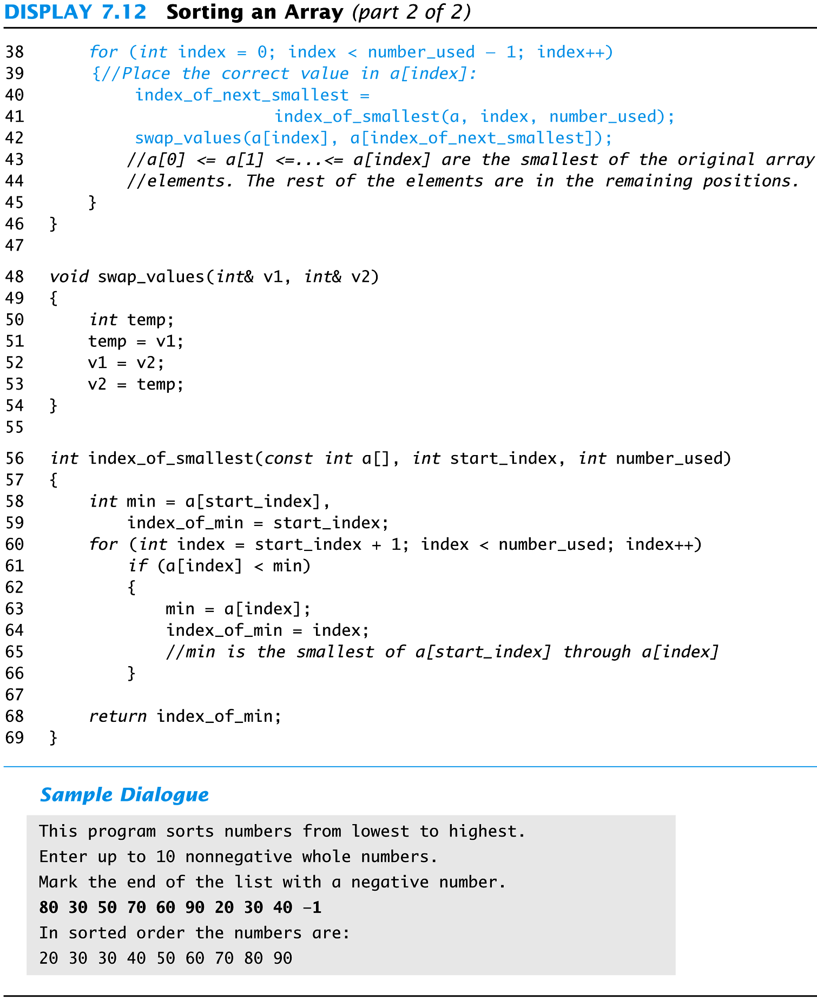 DISPLAY 7.12 Sorting an Array (part 2 of 2)
38 for (int index = 0; index < number_used – 1; index++)
39 {//Place the correct value in a[index]:
40 index_of_next_smallest =
41 index_of_smallest(a, index, number_used);
42 swap_values(a[index], a[index_of_next_smallest]);
43 //a[0] <= a[1] <=...<= a[index] are the smallest of the original array
44 //elements. The rest of the elements are in the remaining positions.
45 }
46 }
47
48 void swap_values(int& v1, int& v2)
49 {
50 int temp;
51 temp = v1;
52 v1 = v2;
53 v2 = temp;
54 }
55
56 int index_of_smallest(const int a[], int start_index, int number_used)
57 {
58 int min = a[start_index],
59 index_of_min = start_index;
60 for (int index = start_index + 1; index < number_used; index++)
61 if (a[index] < min)
62 {
63 min = a[index];
64 index_of_min = index;
65 //min is the smallest of a[start_index] through a[index]
66 }
67
68 return index_of_min;
69 }
Sample Dialogue
This program sorts numbers from lowest to highest.
Enter up to 10 nonnegative whole numbers.
Mark the end of the list with a negative number.
80 30 50 70 60 90 20 30 40 –1
In sorted order the numbers are:
20 30 30 40 50 60 70 80 90